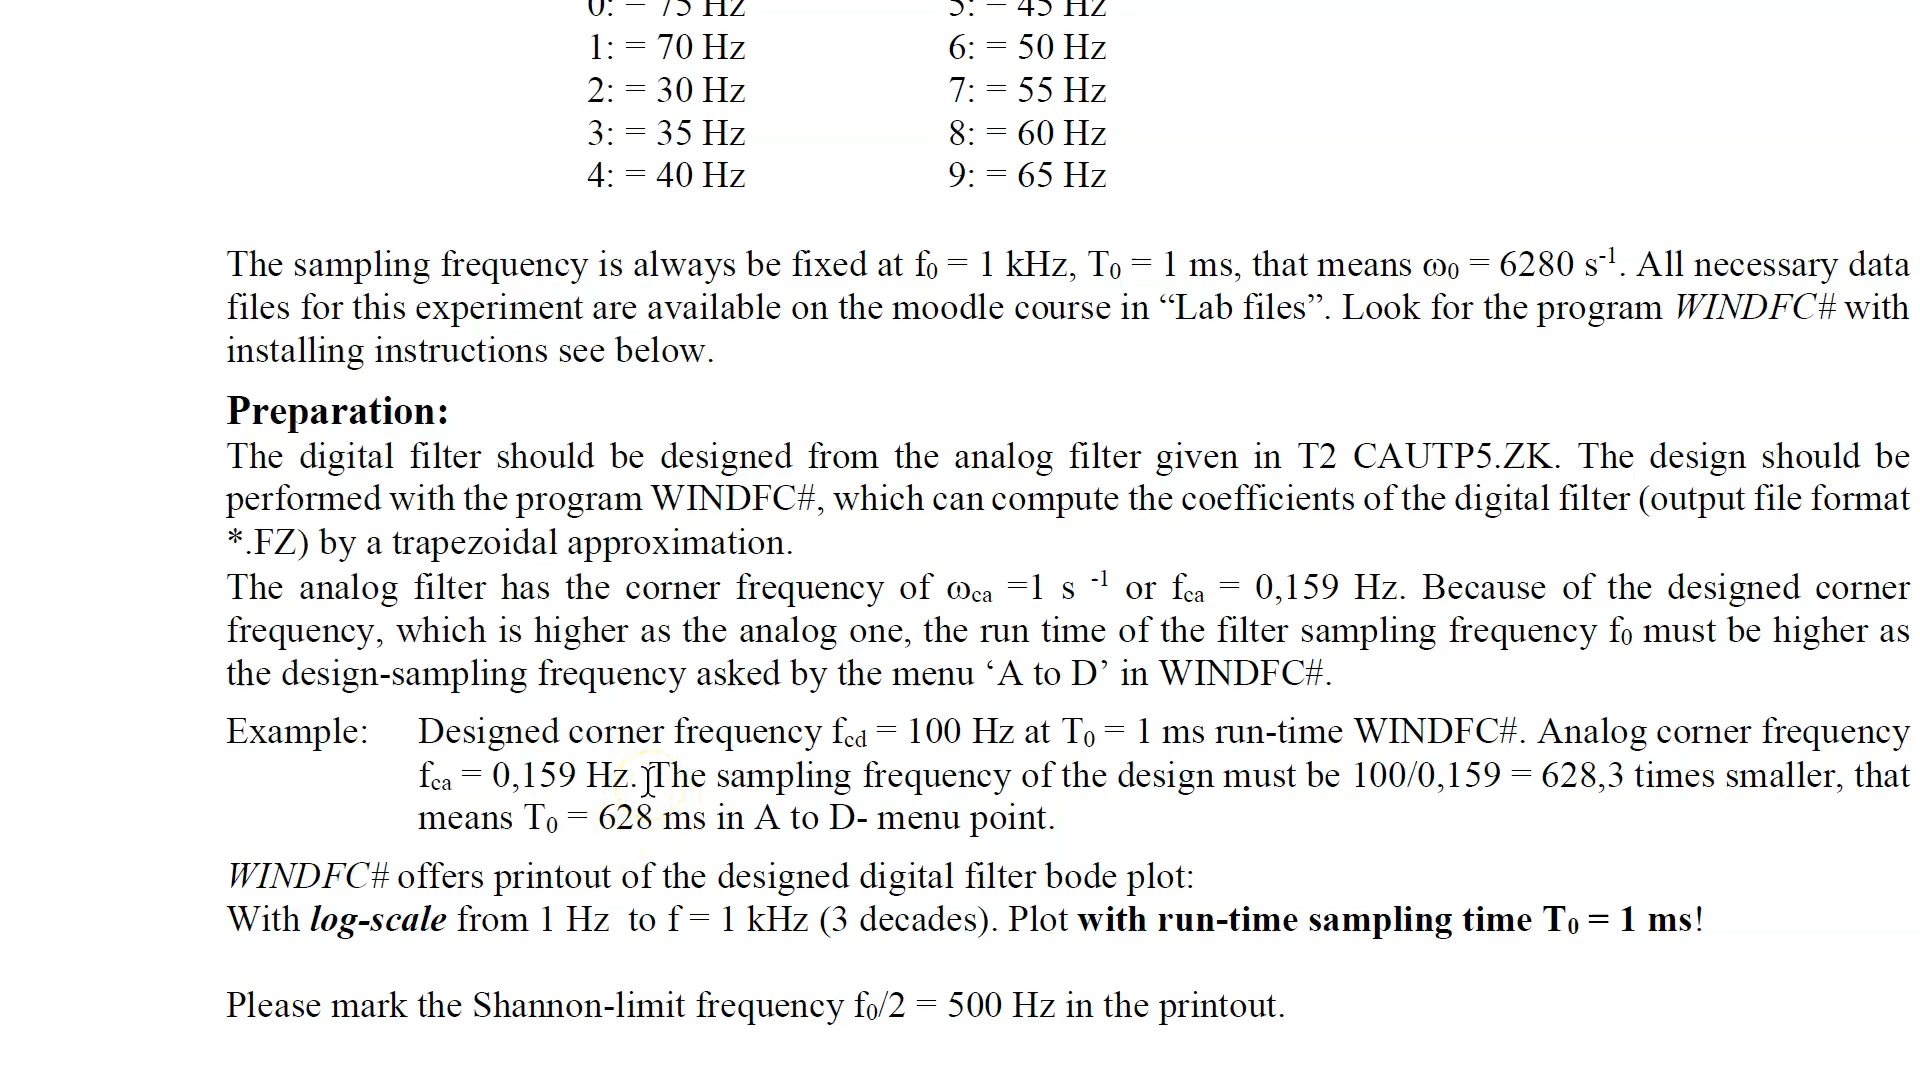 0: = 75 Hz 5: = 45 Hz
1: = 70 Hz 6: = 50 Hz
2: = 30 Hz 7: = 55 Hz
3: = 35 Hz 8: = 60 Hz
4: = 40 Hz 9: = 65 Hz
The sampling frequency is always be fixed at f₀ = 1 kHz, T₀ = 1 ms, that means ω₀ = 6280 s⁻¹. All necessary data
files for this experiment are available on the moodle course in “Lab files”. Look for the program WINDFC# with
installing instructions see below.
Preparation:
The digital filter should be designed from the analog filter given in T2 CAUTP5.ZK. The design should be
performed with the program WINDFC#, which can compute the coefficients of the digital filter (output file format
*.FZ) by a trapezoidal approximation.
The analog filter has the corner frequency of ωca =1 s ⁻¹ or fca = 0,159 Hz. Because of the designed corner
frequency, which is higher as the analog one, the run time of the filter sampling frequency f₀ must be higher as
the design-sampling frequency asked by the menu ‘A to D’ in WINDFC#.
Example: Designed corner frequency fcd = 100 Hz at T₀ = 1 ms run-time WINDFC#. Analog corner frequency
fca = 0,159 Hz. The sampling frequency of the design must be 100/0,159 = 628,3 times smaller, that
means T₀ = 628 ms in A to D- menu point.
WINDFC# offers printout of the designed digital filter bode plot:
With log-scale from 1 Hz to f = 1 kHz (3 decades). Plot with run-time sampling time T₀ = 1 ms!
Please mark the Shannon-limit frequency f₀/2 = 500 Hz in the printout.